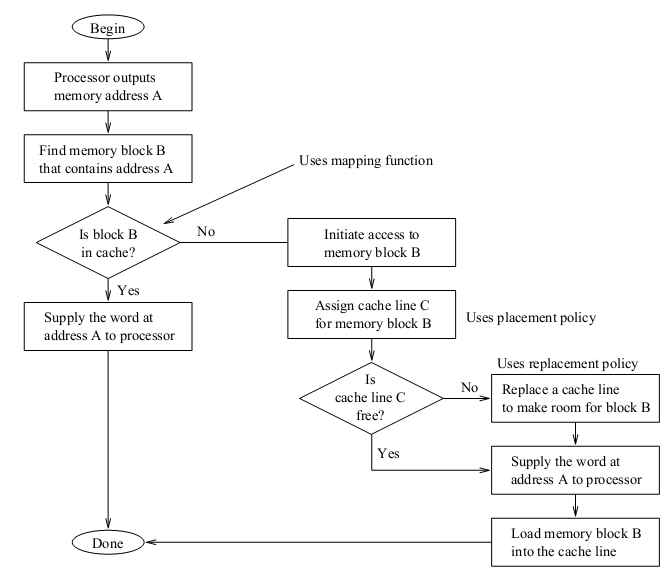 Begin
Processor outputs
memory address A
Find memory block B
that contains address A
Uses mapping function
Is block B
in cache?
No
Initiate access to
memory block B
Yes
Supply the word at
address A to processor
Assign cache line C
for memory block B
Uses placement policy
Uses replacement policy
Is
cache line C
free?
No
Replace a cache line
to make room for block B
Yes
Supply the word at
address A to processor
Load memory block B
into the cache line
Done